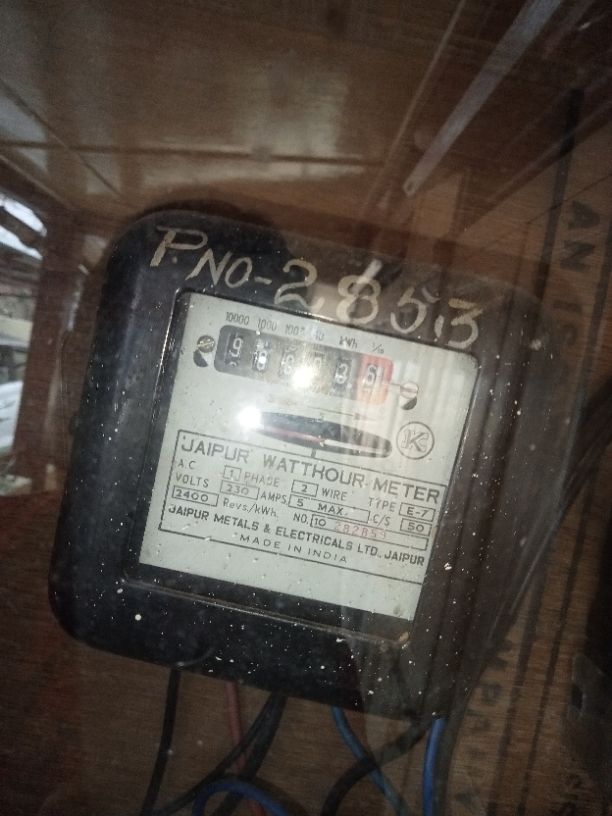 P.NO-2853
10000 1000 100 10 kWh 1/10
K
JAIPUR WATTHOUR METER
A.C 1 PHASE 2 WIRE TYPE E-7
VOLTS 230 AMPS. 5 MAX. C/S 50
2400 Revs/kWh. NO. 10 282853
JAIPUR METALS & ELECTRICALS LTD., JAIPUR
MADE IN INDIA